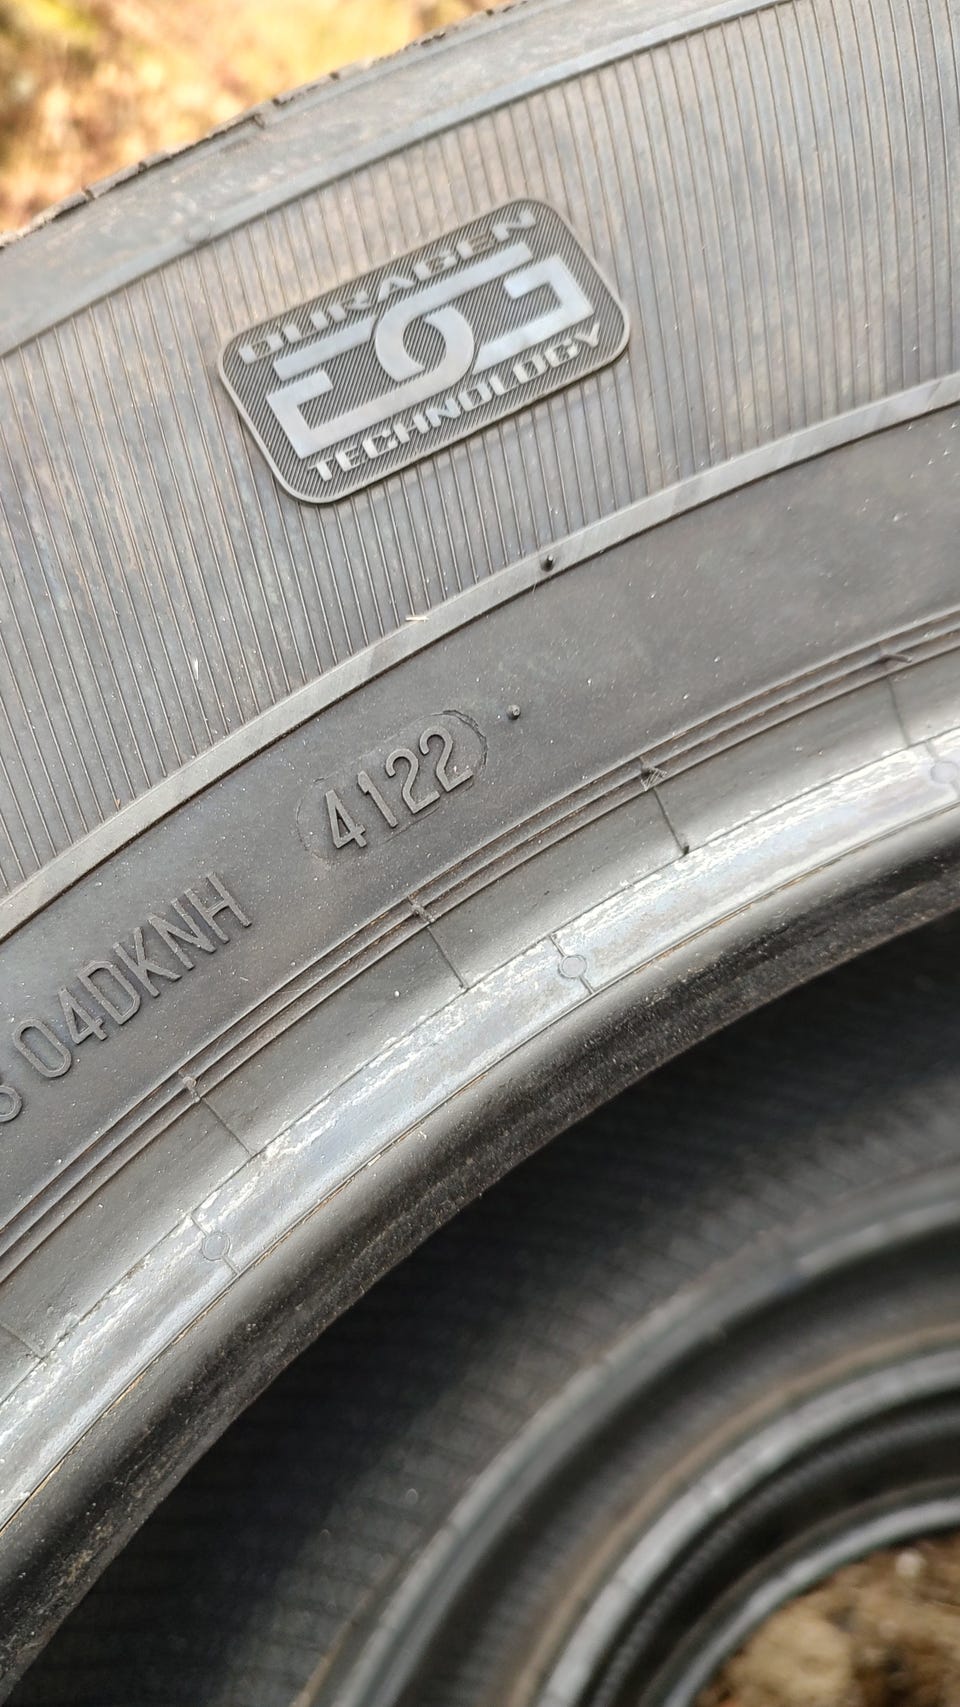 DURAGEN
TECHNOLOGY
4122
04DKNH